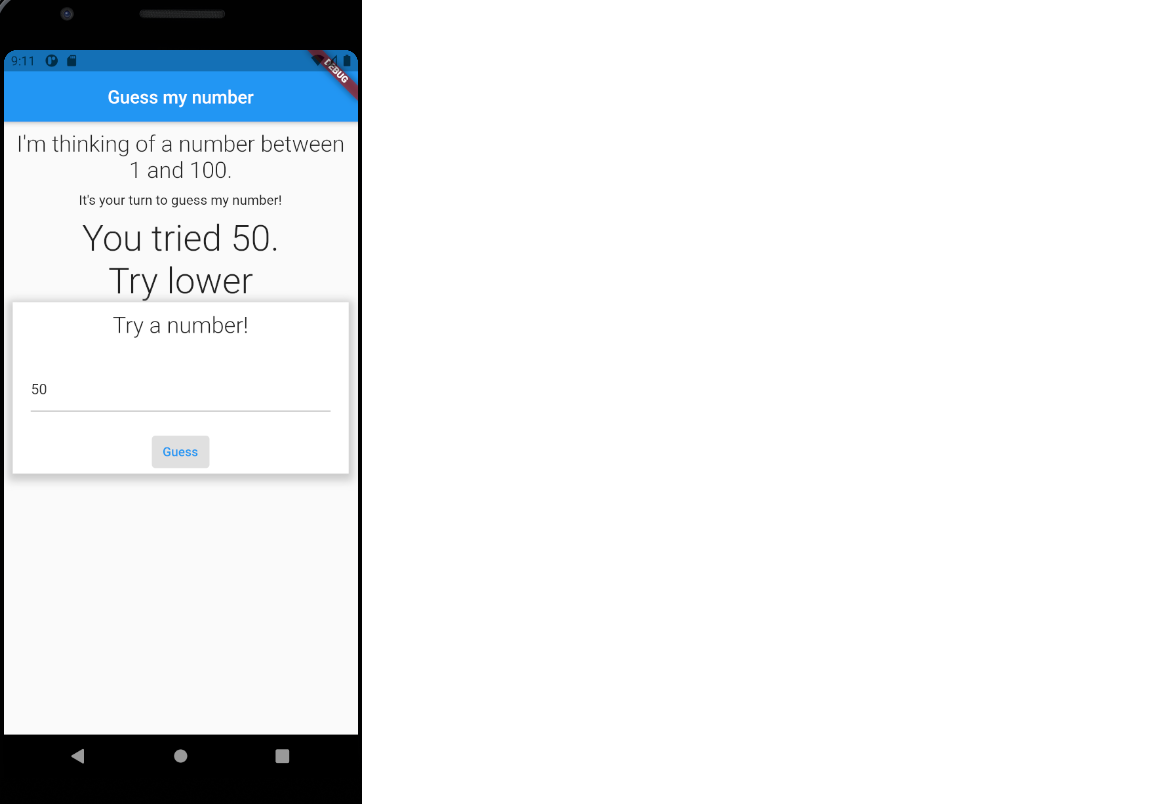 9:11
DEBUG
Guess my number
I'm thinking of a number between
1 and 100.
It's your turn to guess my number!
You tried 50.
Try lower
Try a number!
50
Guess